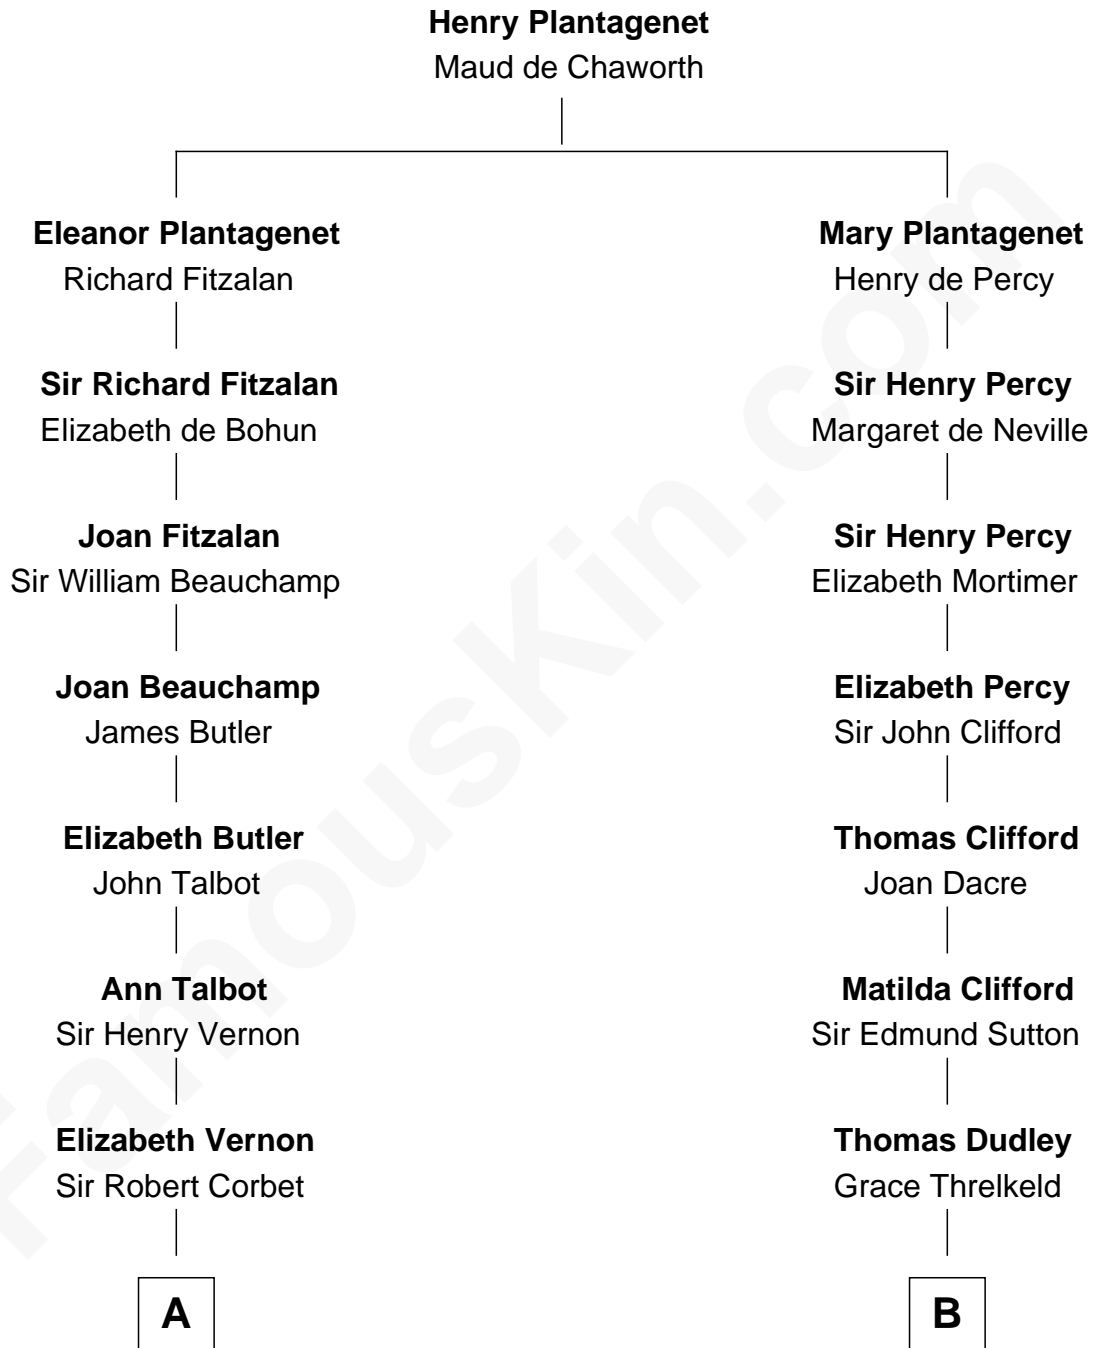 Henry Plantagenet
Maud de Chaworth
Eleanor Plantagenet
Richard Fitzalan
Mary Plantagenet
Henry de Percy
Sir Richard Fitzalan
Elizabeth de Bohun
Sir Henry Percy
Margaret de Neville
Joan Fitzalan
Sir William Beauchamp
Sir Henry Percy
Elizabeth Mortimer
Joan Beauchamp
James Butler
Elizabeth Percy
Sir John Clifford
Elizabeth Butler
John Talbot
Thomas Clifford
Joan Dacre
Ann Talbot
Sir Henry Vernon
Matilda Clifford
Sir Edmund Sutton
Elizabeth Vernon
Sir Robert Corbet
Thomas Dudley
Grace Threlkeld
A
B
FamousKin.com